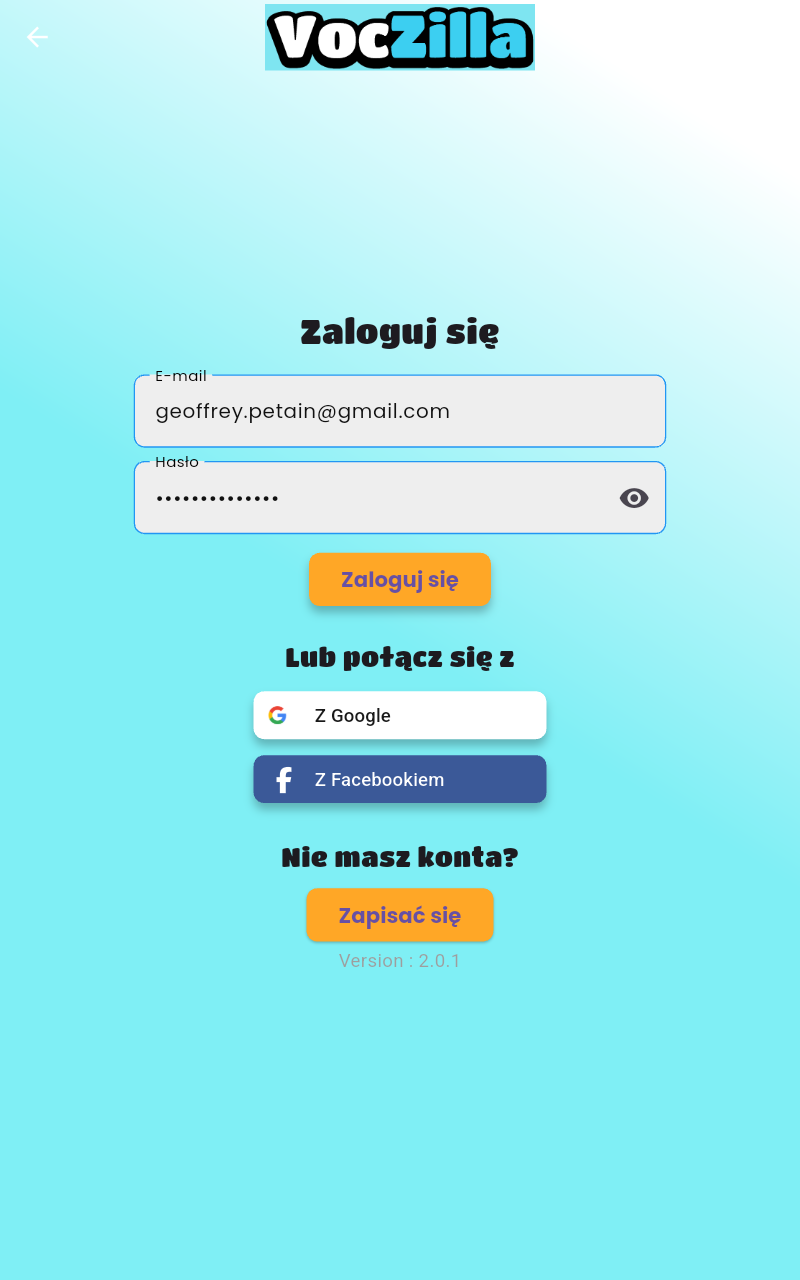 VocZilla
Zaloguj się
E-mail
geoffrey.petain@gmail.com
Hasło
••••••••••••••
Zaloguj się
Lub połącz się z
Z Google
Z Facebookiem
Nie masz konta?
Zapisać się
Version : 2.0.1